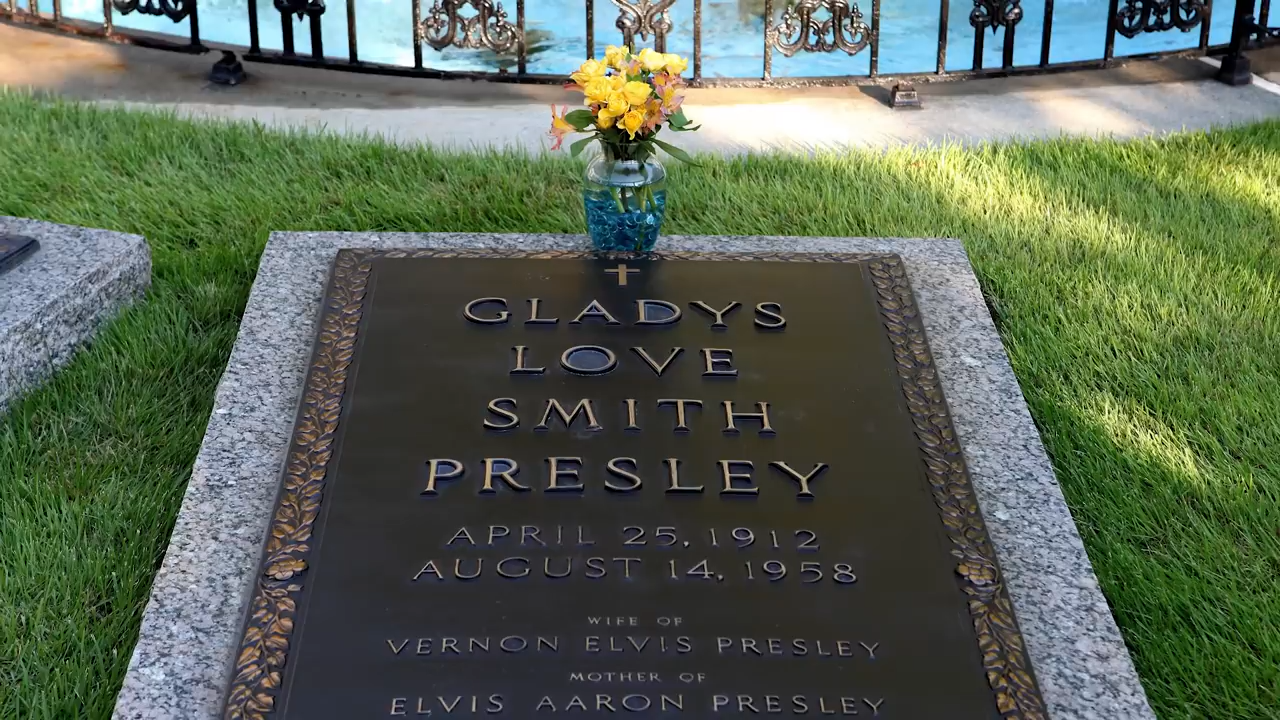 GLADYS
LOVE
SMITH
PRESLEY
APRIL 25, 1912
AUGUST 14, 1958
WIFE OF
VERNON ELVIS PRESLEY
MOTHER OF
ELVIS AARON PRESLEY